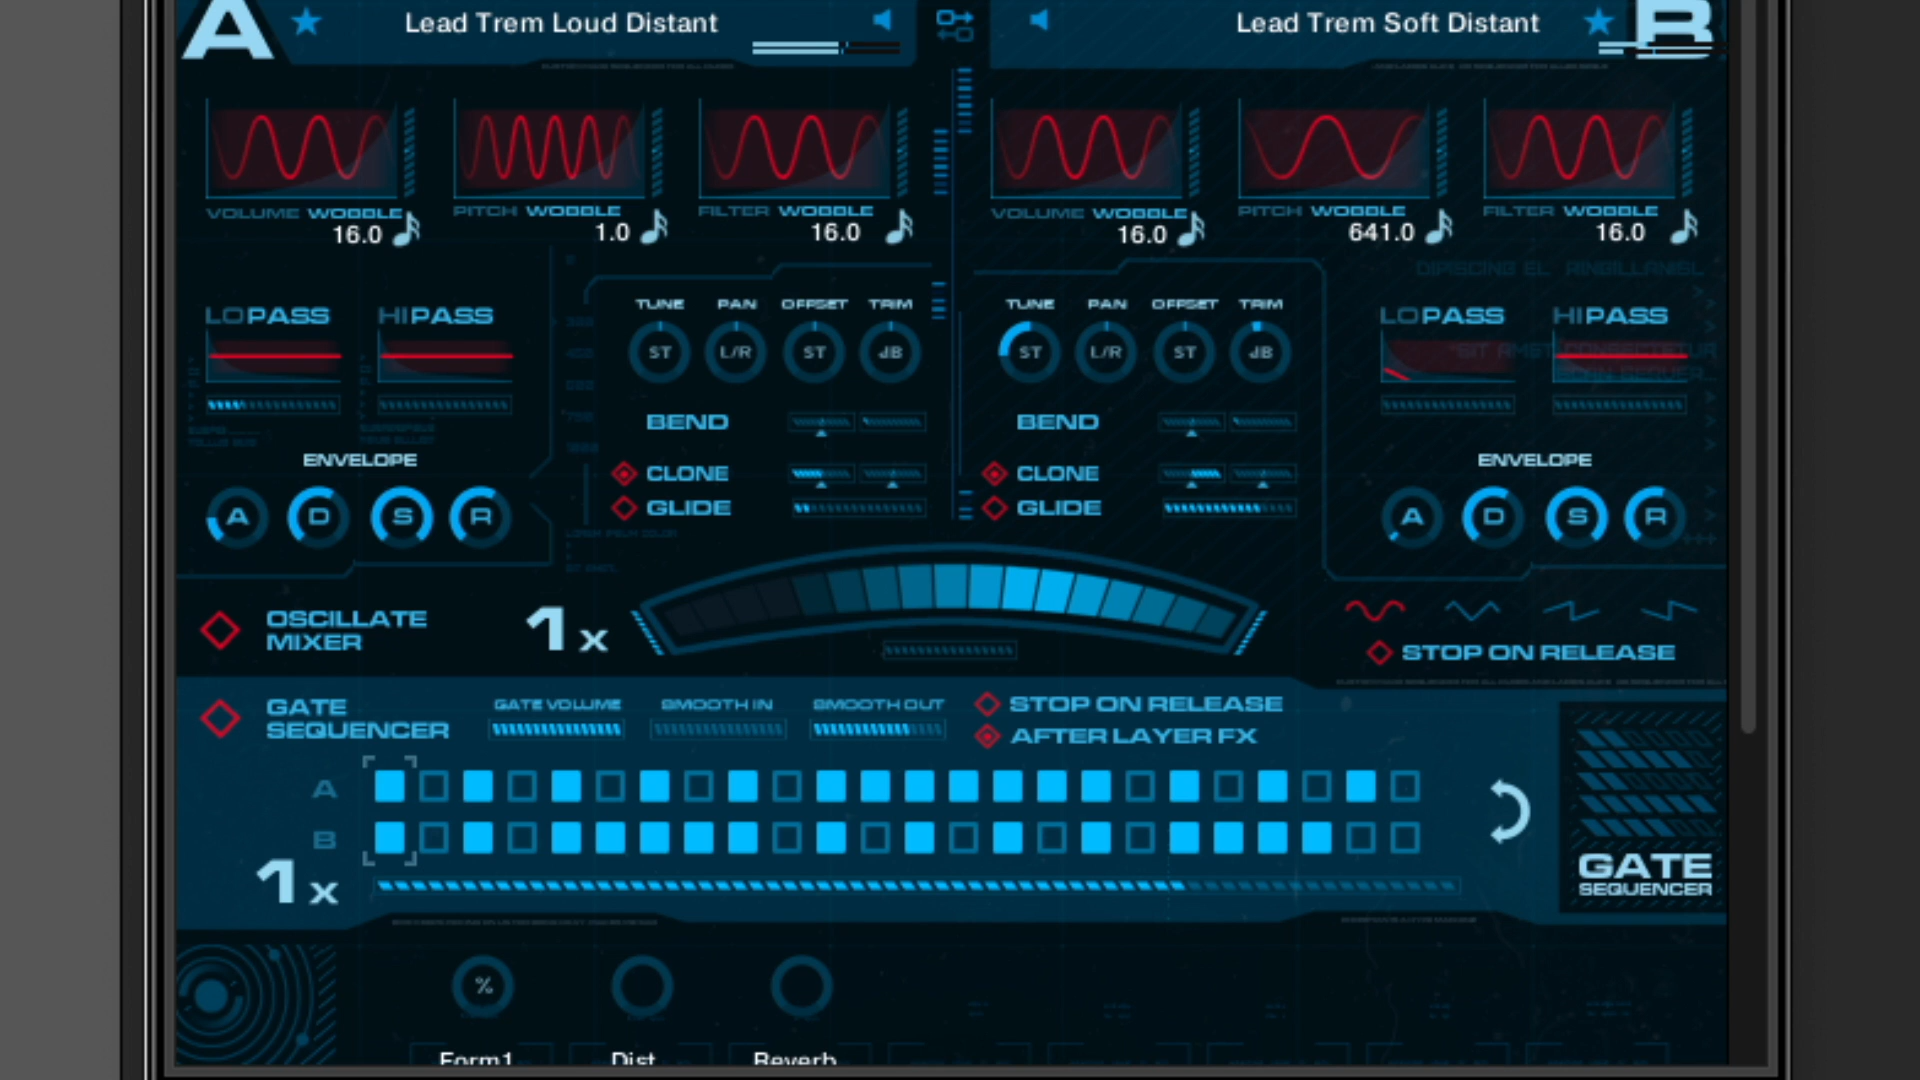 A Lead Trem Loud Distant Lead Trem Soft Distant B
VOLUME WOBBLE PITCH WOBBLE FILTER WOBBLE VOLUME WOBBLE PITCH WOBBLE FILTER WOBBLE
16.0 1.0 16.0 16.0 641.0 16.0
TUNE PAN OFFSET TRIM TUNE PAN OFFSET TRIM
LOPASS HIPASS LOPASS HIPASS
ST L/R ST dB ST L/R ST dB
BEND BEND
ENVELOPE ENVELOPE
CLONE CLONE
GLIDE GLIDE
A D S R A D S R
OSCILLATE
MIXER
1x
STOP ON RELEASE
GATE
SEQUENCER
GATE VOLUME SMOOTH IN SMOOTH OUT
STOP ON RELEASE
AFTER LAYER FX
A
B
1x
GATE
SEQUENCER
%
Form1 Dist Reverb